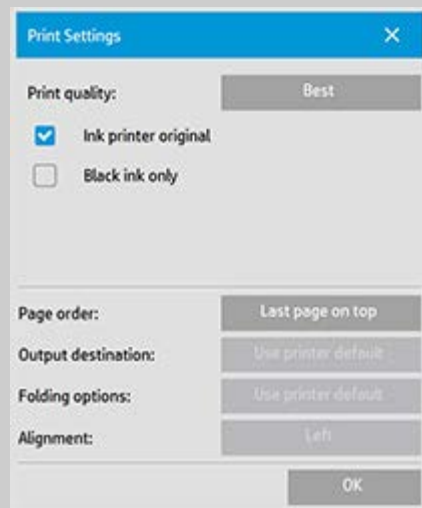 Print Settings
Print quality: Best
Ink printer original
Black ink only
Page order: Last page on top
Output destination: Use printer default
Folding options: Use printer default
Alignment: Left
OK